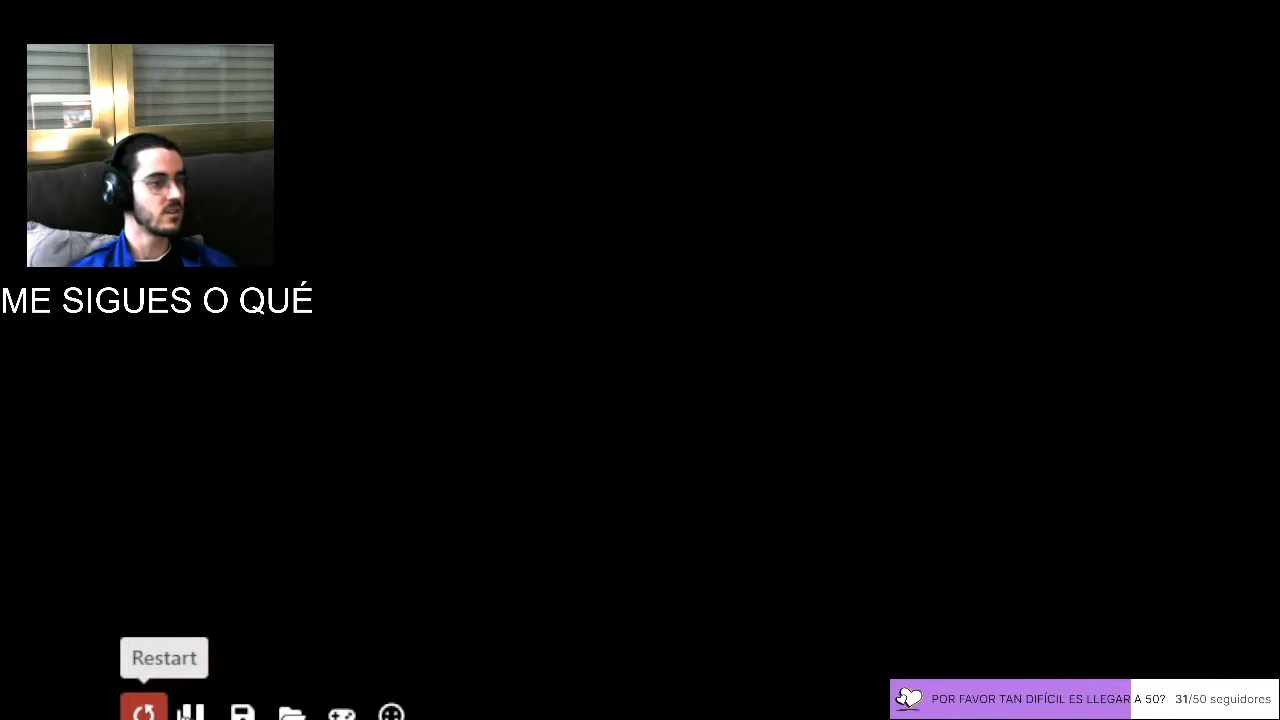 ME SIGUES O QUÉ
Restart
POR FAVOR TAN DIFÍCIL ES LLEGAR A 50? 31/50 seguidores